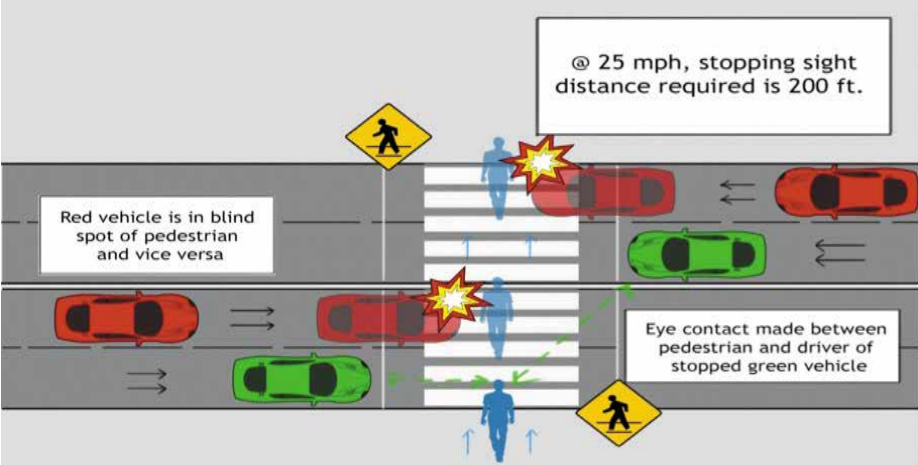 @ 25 mph, stopping sight
distance required is 200 ft.
Red vehicle is in blind
spot of pedestrian
and vice versa
Eye contact made between
pedestrian and driver of
stopped green vehicle